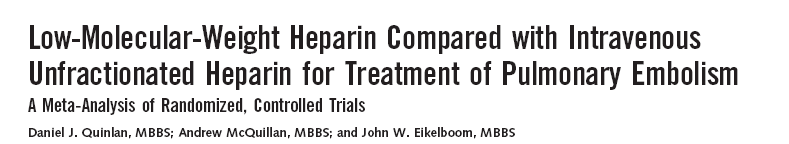 Low-Molecular-Weight Heparin Compared with Intravenous
Unfractionated Heparin for Treatment of Pulmonary Embolism
A Meta-Analysis of Randomized, Controlled Trials
Daniel J. Quinlan, MBBS; Andrew McQuillan, MBBS; and John W. Eikelboom, MBBS